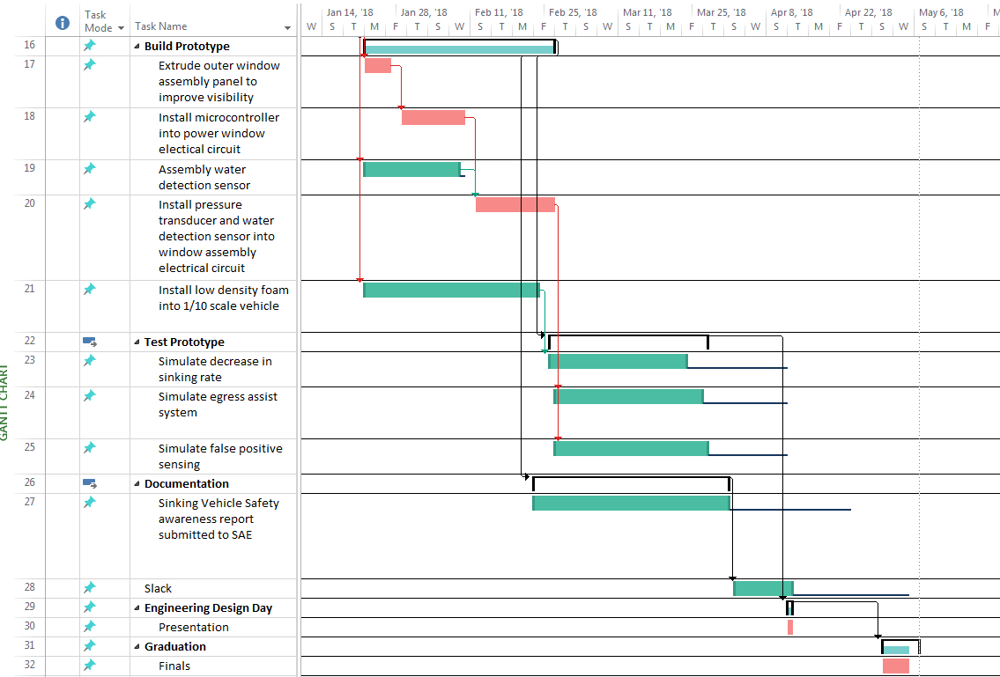 Task
Mode
Task Name
Jan 14, '18 Jan 28, '18 Feb 11, '18 Feb 25, '18 Mar 11, '18 Mar 25, '18 Apr 8, '18 Apr 22, '18 May 6, '18 M
W S T M F T S W S T M F T S W S T M F T S W S T M F T S W S T M F
16 Build Prototype
17 Extrude outer window
assembly panel to
improve visibility
18 Install microcontroller
into power window
electical circuit
19 Assembly water
detection sensor
20 Install pressure
transducer and water
detection sensor into
window assembly
electrical circuit
21 Install low density foam
into 1/10 scale vehicle
22 Test Prototype
23 Simulate decrease in
sinking rate
24 Simulate egress assist
system
25 Simulate false positive
sensing
26 Documentation
27 Sinking Vehicle Safety
awareness report
submitted to SAE
28 Slack
29 Engineering Design Day
30 Presentation
31 Graduation
32 Finals
GANTT CHART